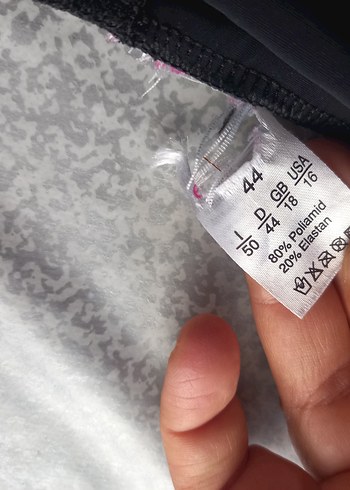 44
I D GB USA
50 44 18 16
80% Poliamid
20% Elastan